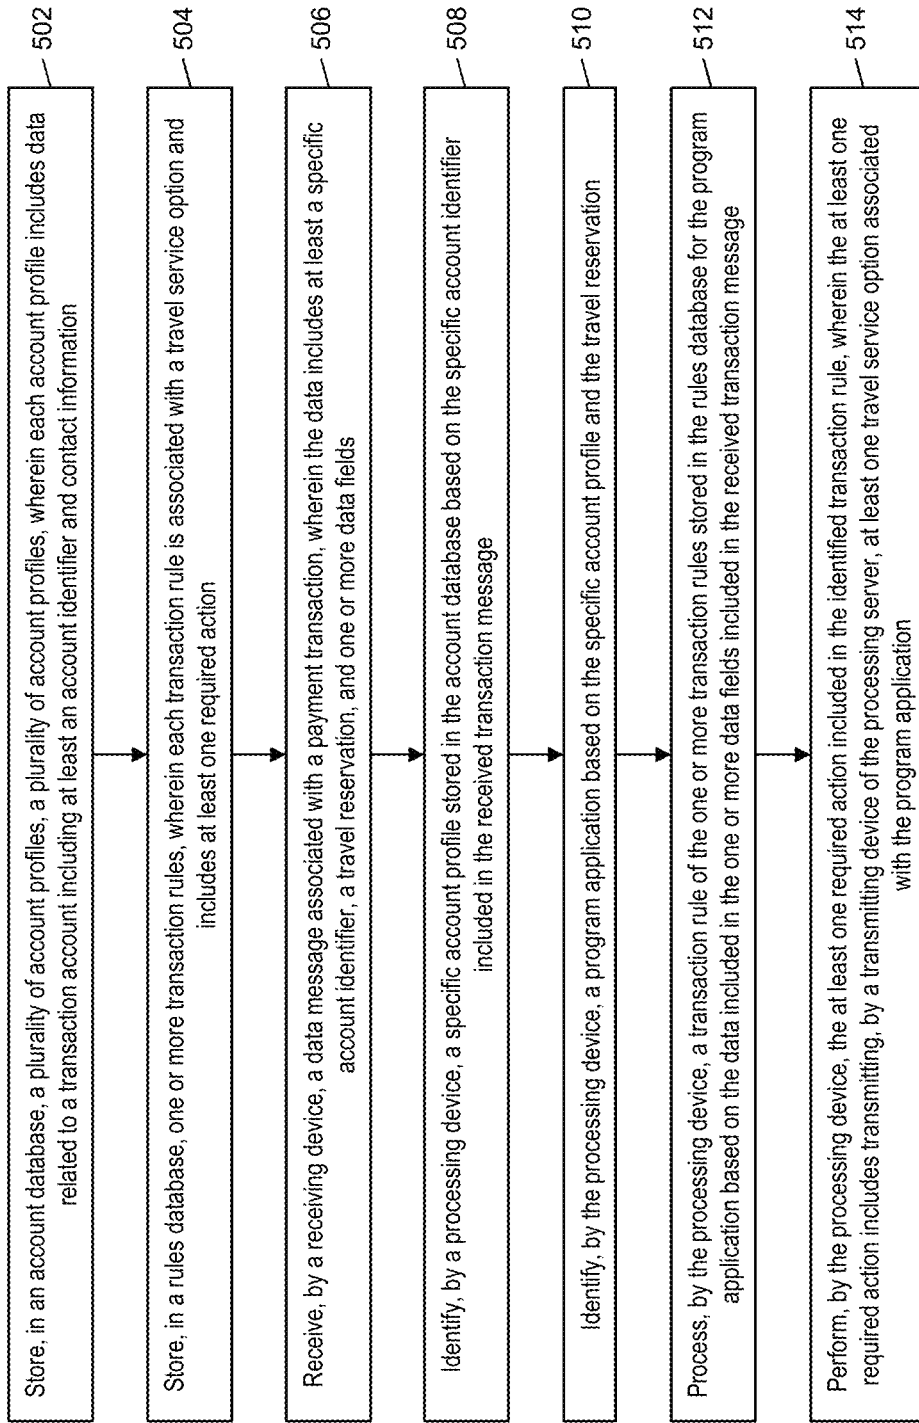 Store, in an account database, a plurality of account profiles, wherein each account profile includes data
related to a transaction account including at least an account identifier and contact information
502
Store, in a rules database, one or more transaction rules, wherein each transaction rule is associated with a travel service option and
includes at least one required action
504
Receive, by a receiving device, a data message associated with a payment transaction, wherein the data includes at least a specific
account identifier, a travel reservation, and one or more data fields
506
Identify, by a processing device, a specific account profile stored in the account database based on the specific account identifier
included in the received transaction message
508
Identify, by the processing device, a program application based on the specific account profile and the travel reservation
510
Process, by the processing device, a transaction rule of the one or more transaction rules stored in the rules database for the program
application based on the data included in the one or more data fields included in the received transaction message
512
Perform, by the processing device, the at least one required action included in the identified transaction rule, wherein the at least one
required action includes transmitting, by a transmitting device of the processing server, at least one travel service option associated
with the program application
514